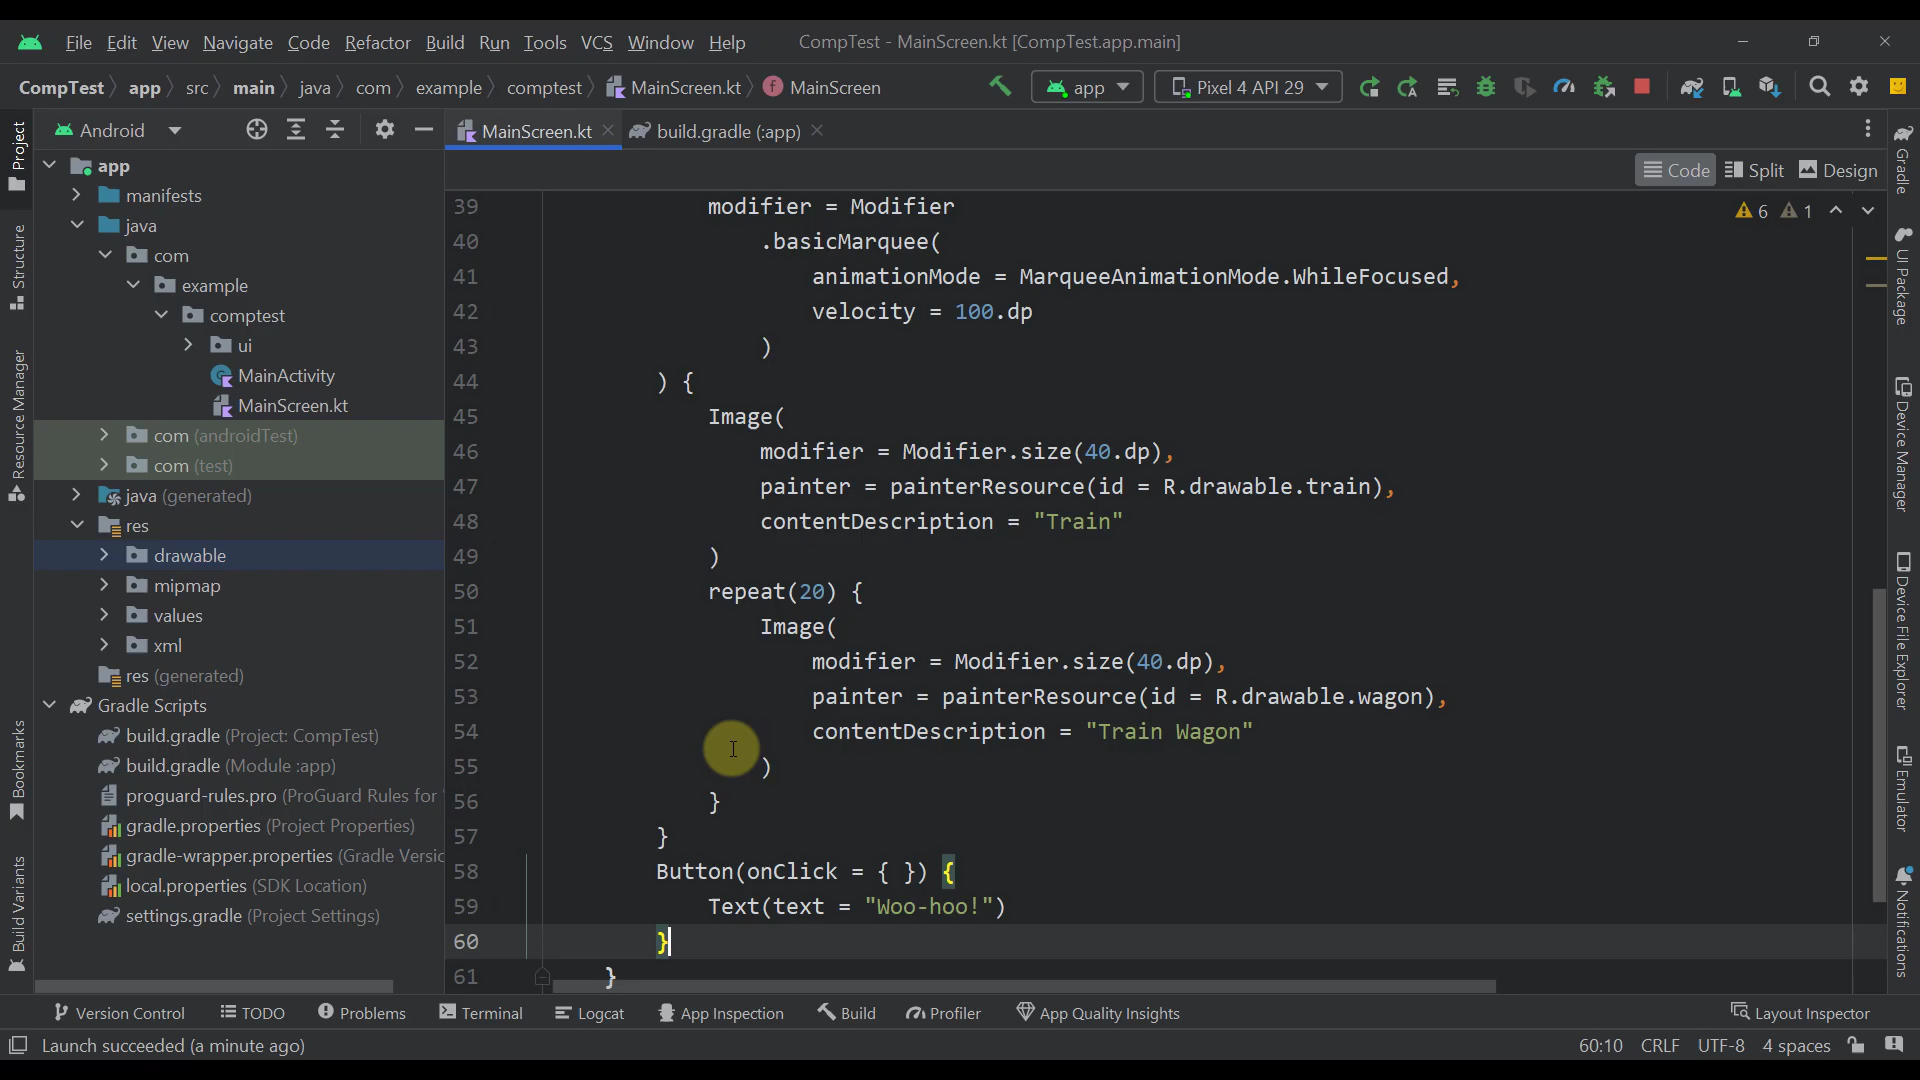 File Edit View Navigate Code Refactor Build Run Tools VCS Window Help CompTest - MainScreen.kt [CompTest.app.main]
CompTest app src main java com example comptest MainScreen.kt MainScreen app Pixel 4 API 29
Android
MainScreen.kt build.gradle (:app)
Code Split Design
Project
Structure
Resource Manager
Bookmarks
Build Variants
app
manifests
java
com
example
comptest
ui
MainActivity
MainScreen.kt
com (androidTest)
com (test)
java (generated)
res
drawable
mipmap
values
xml
res (generated)
Gradle Scripts
build.gradle (Project: CompTest)
build.gradle (Module :app)
proguard-rules.pro (ProGuard Rules for
gradle.properties (Project Properties)
gradle-wrapper.properties (Gradle Versic
local.properties (SDK Location)
settings.gradle (Project Settings)
6 1
39 modifier = Modifier
40 .basicMarquee(
41 animationMode = MarqueeAnimationMode.WhileFocused,
42 velocity = 100.dp
43 )
44 ) {
45 Image(
46 modifier = Modifier.size(40.dp),
47 painter = painterResource(id = R.drawable.train),
48 contentDescription = "Train"
49 )
50 repeat(20) {
51 Image(
52 modifier = Modifier.size(40.dp),
53 painter = painterResource(id = R.drawable.wagon),
54 contentDescription = "Train Wagon"
55 )
56 }
57 }
58 Button(onClick = { }) {
59 Text(text = "Woo-hoo!")
60 }
61 }
Gradle
UI Package
Device Manager
Device File Explorer
Emulator
Notifications
Version Control TODO Problems Terminal Logcat App Inspection Build Profiler App Quality Insights Layout Inspector
Launch succeeded (a minute ago) 60:10 CRLF UTF-8 4 spaces